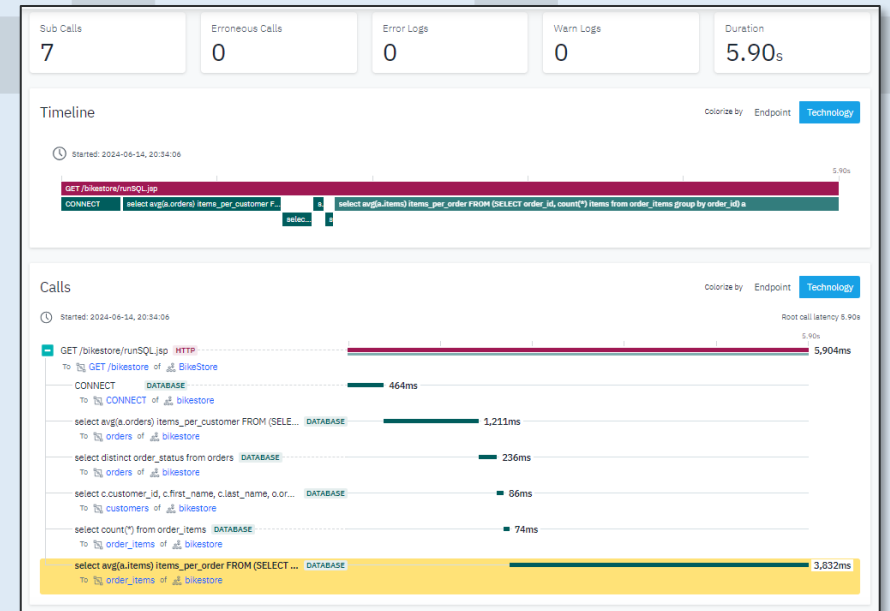 Sub Calls
7
Erroneous Calls
0
Error Logs
0
Warn Logs
0
Duration
5.90s
Timeline
Colorize by Endpoint Technology
Started: 2024-06-14, 20:34:06
5.90s
GET /bikestore/runSQL.jsp
CONNECT select avg(a.orders) items_per_customer F... s. select avg(a.items) items_per_order FROM (SELECT order_id, count(*) items from order_items group by order_id) a
selec... s
Calls
Colorize by Endpoint Technology
Started: 2024-06-14, 20:34:06
Root call latency 5.90s
5.90s
GET /bikestore/runSQL.jsp HTTP 5,904ms
To GET /bikestore of BikeStore
CONNECT DATABASE 464ms
To CONNECT of bikestore
select avg(a.orders) items_per_customer FROM (SELE... DATABASE 1,211ms
To orders of bikestore
select distinct order_status from orders DATABASE 236ms
To orders of bikestore
select c.customer_id, c.first_name, c.last_name, o.or... DATABASE 86ms
To customers of bikestore
select count(*) from order_items DATABASE 74ms
To order_items of bikestore
select avg(a.items) items_per_order FROM (SELECT ... DATABASE 3,832ms
To order_items of bikestore